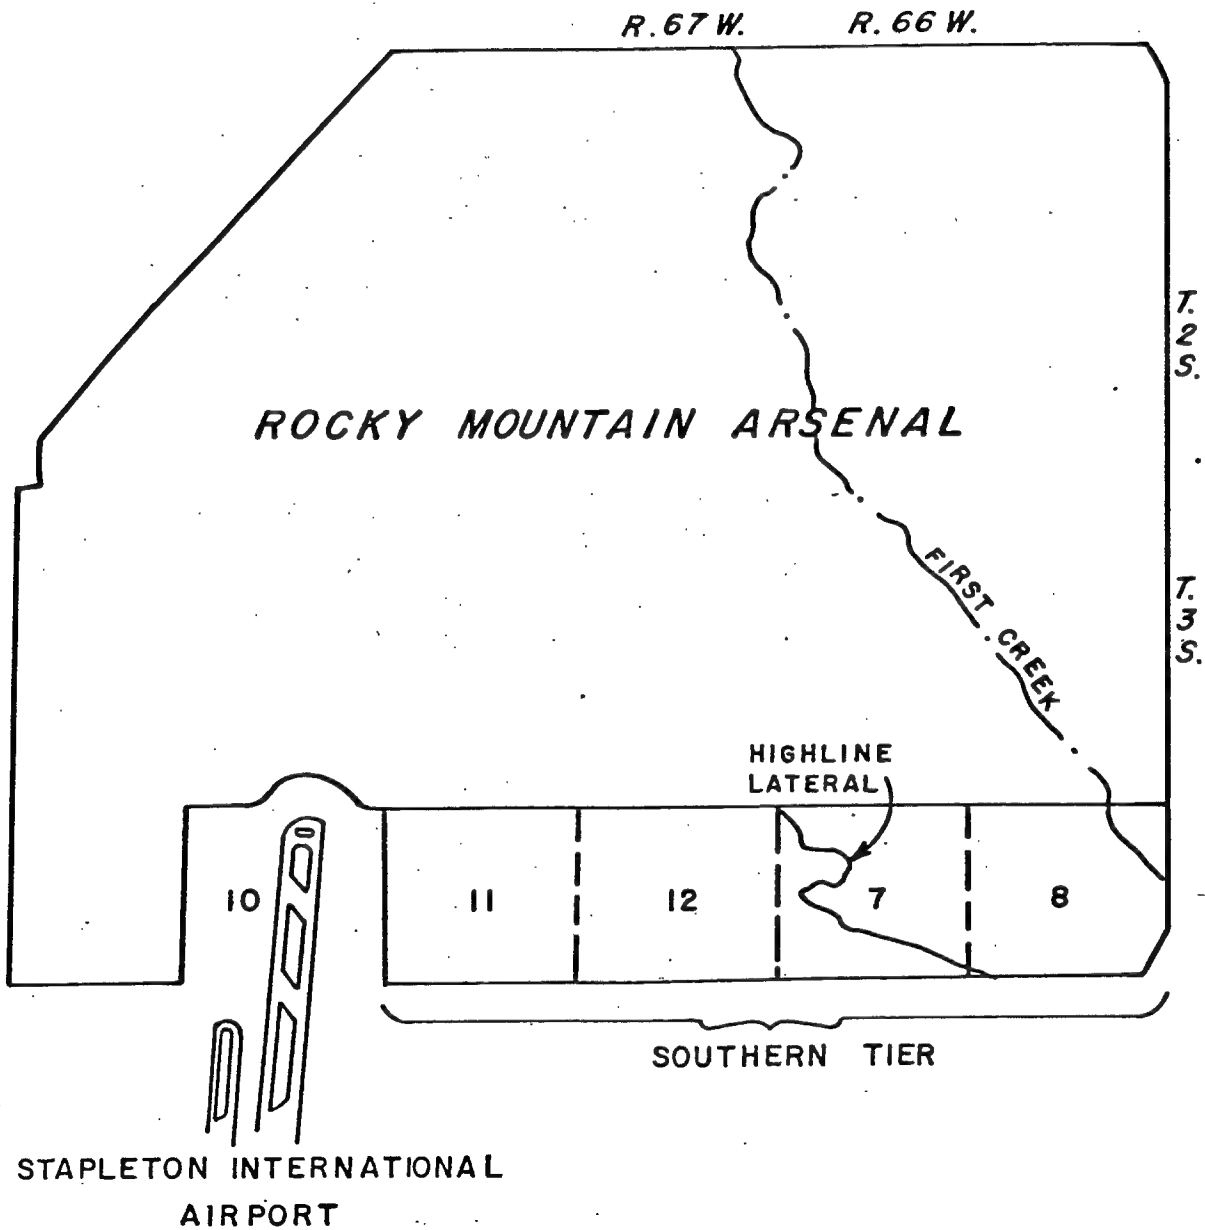 R. 67 W. R. 66 W.
T.
2
S.
ROCKY MOUNTAIN ARSENAL
FIRST CREEK
T.
3
S.
HIGHLINE
LATERAL
10 11 12 7 8
SOUTHERN TIER
STAPLETON INTERNATIONAL
AIRPORT